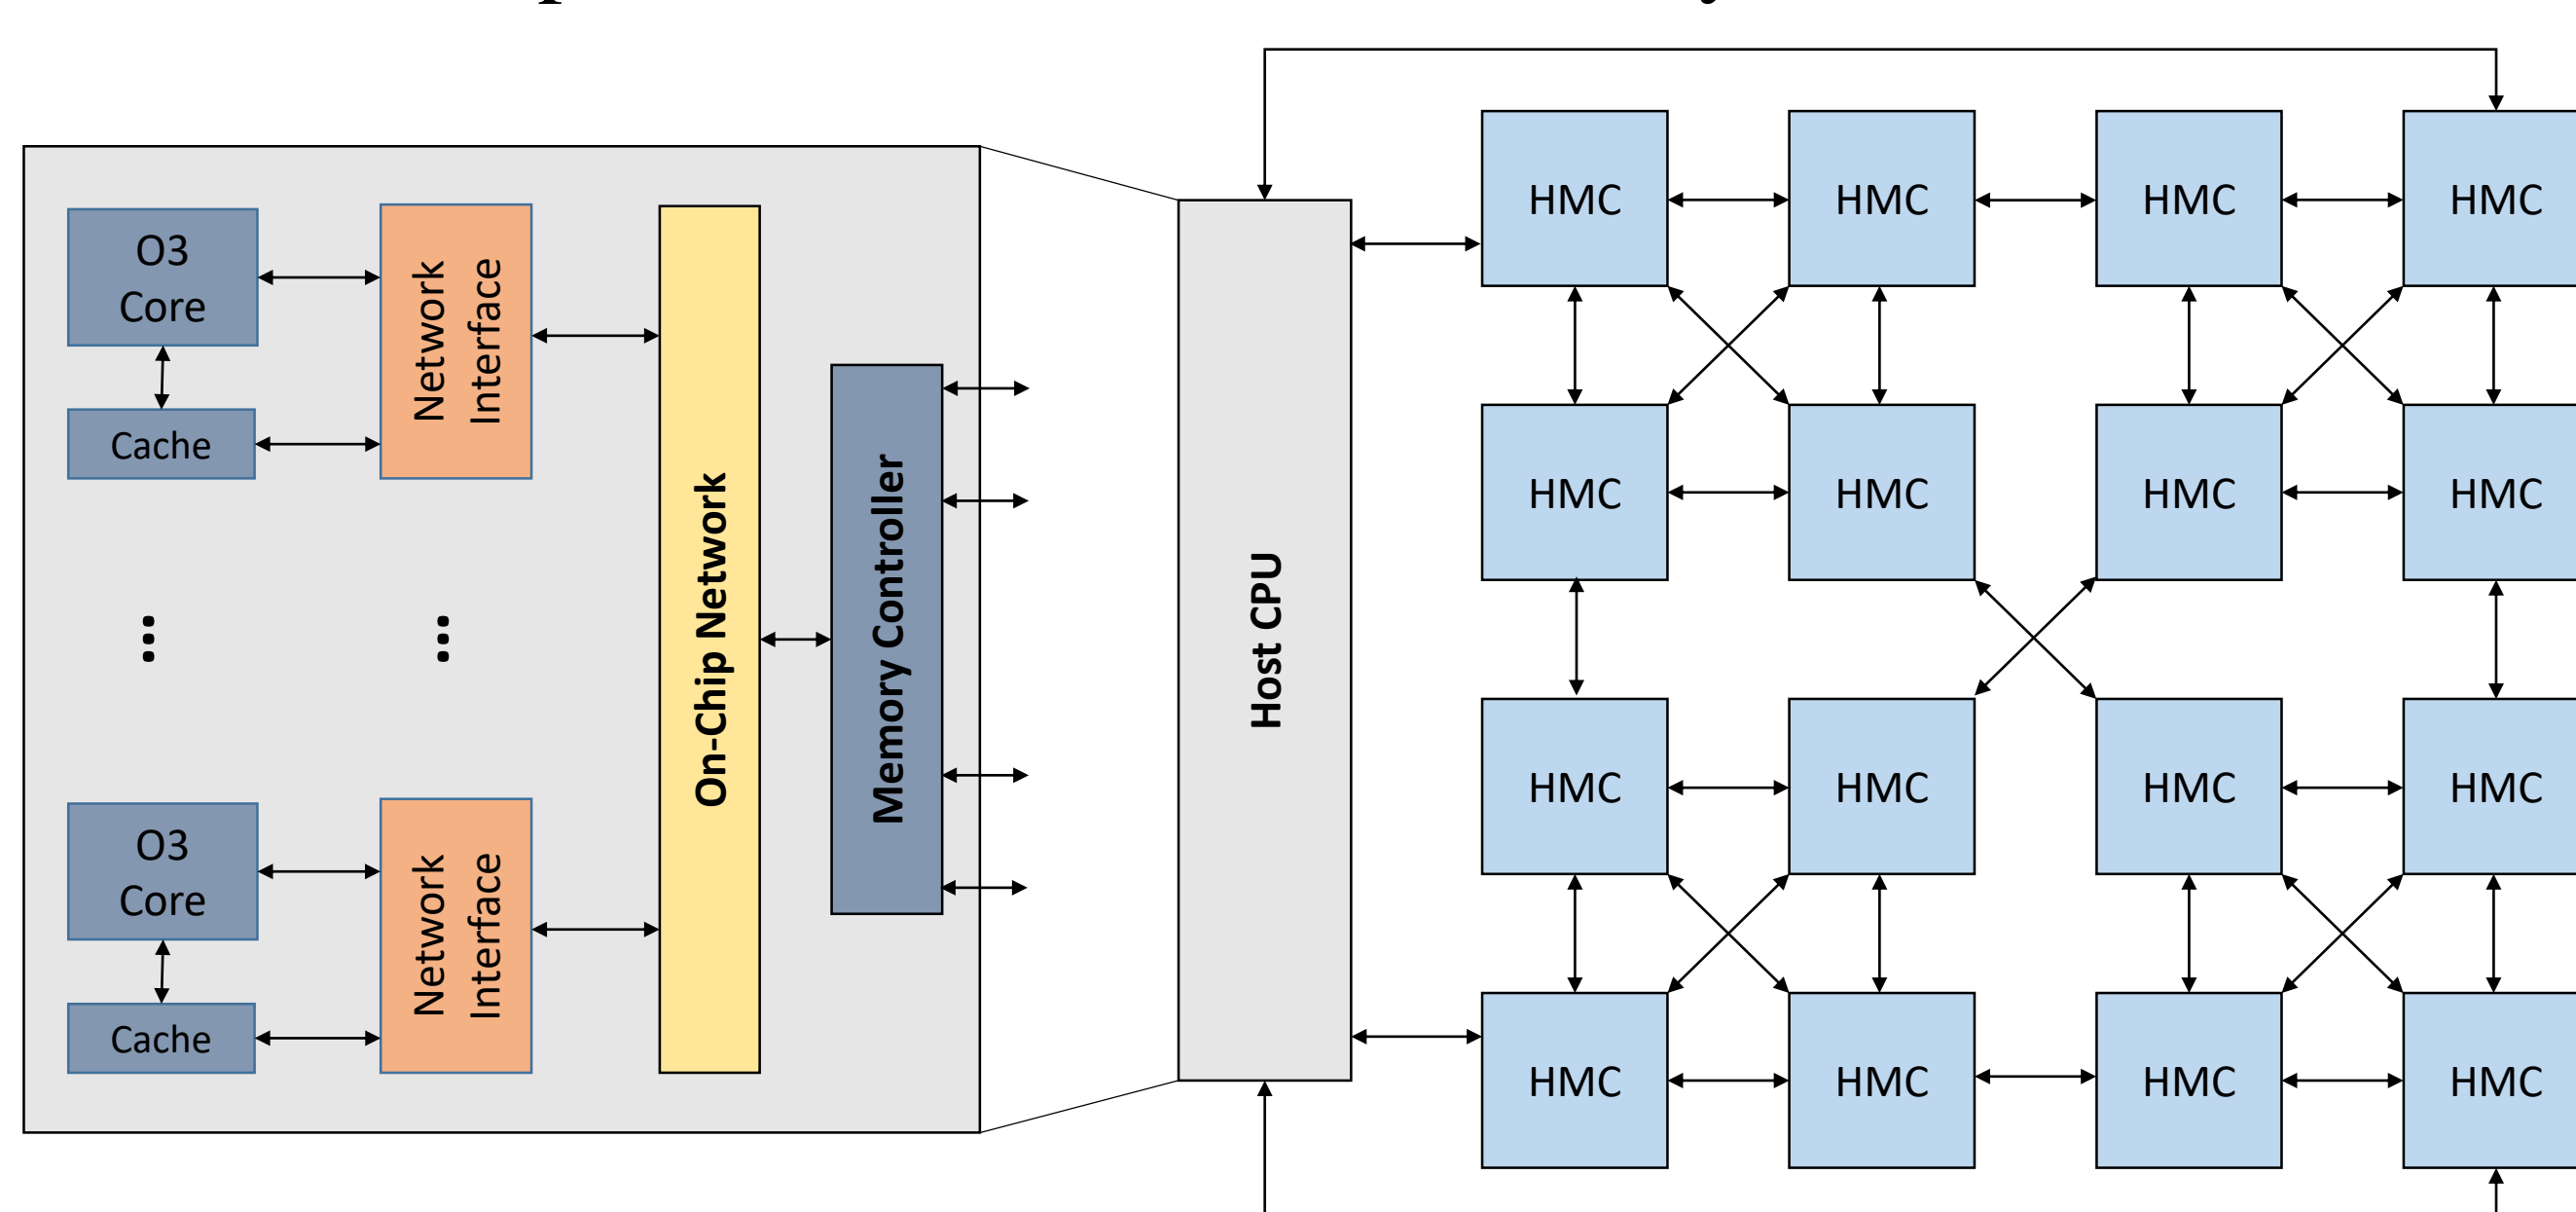 O3
Core
Cache
Network
Interface
O3
Core
Cache
Network
Interface
On-Chip Network
Memory Controller
Host CPU
HMC HMC HMC HMC
HMC HMC HMC HMC
HMC HMC HMC HMC
HMC HMC HMC HMC